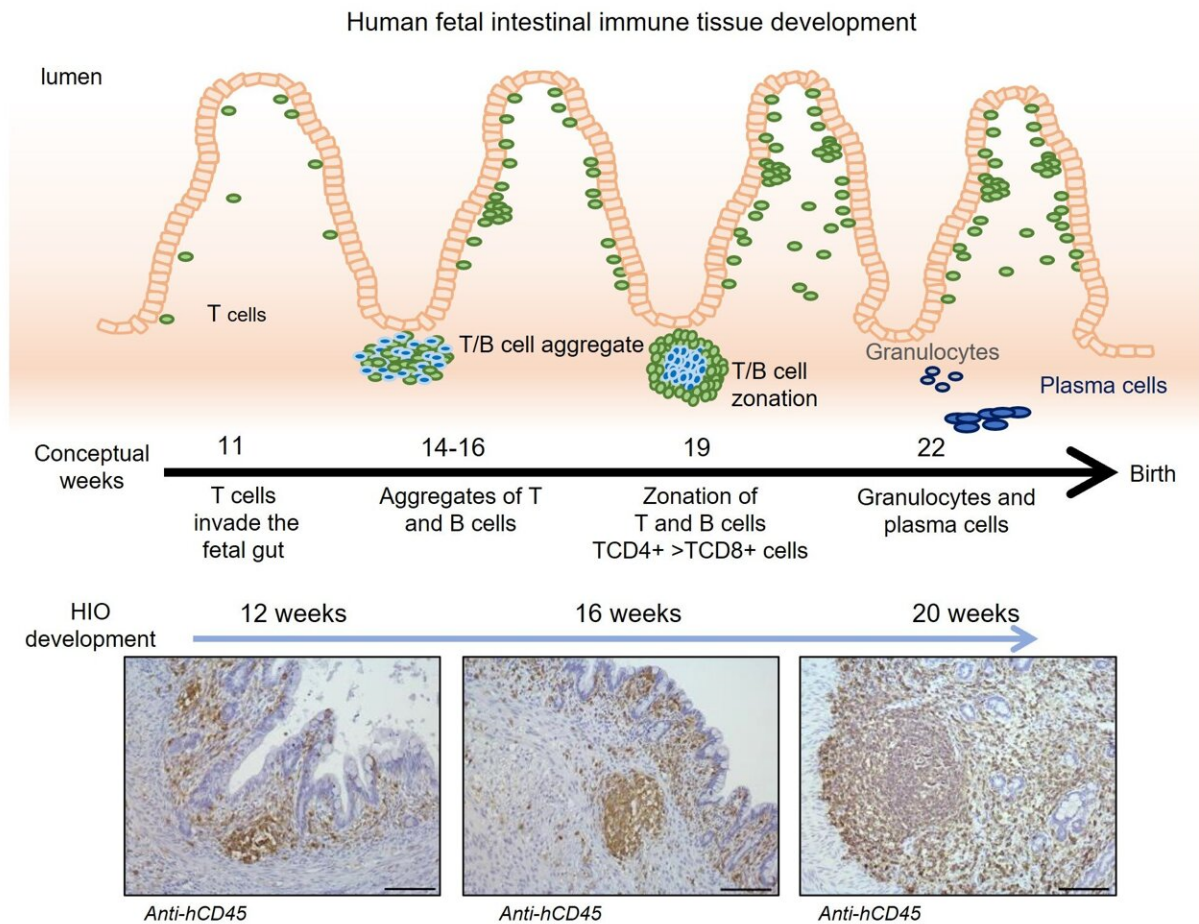 Human fetal intestinal immune tissue development
lumen
T cells
T/B cell aggregate
T/B cell
zonation
Granulocytes
Plasma cells
Conceptual
weeks
11
14-16
19
22
Birth
T cells
invade the
fetal gut
Aggregates of T
and B cells
Zonation of
T and B cells
TCD4+ >TCD8+ cells
Granulocytes and
plasma cells
HIO
development
12 weeks
16 weeks
20 weeks
Anti-hCD45
Anti-hCD45
Anti-hCD45